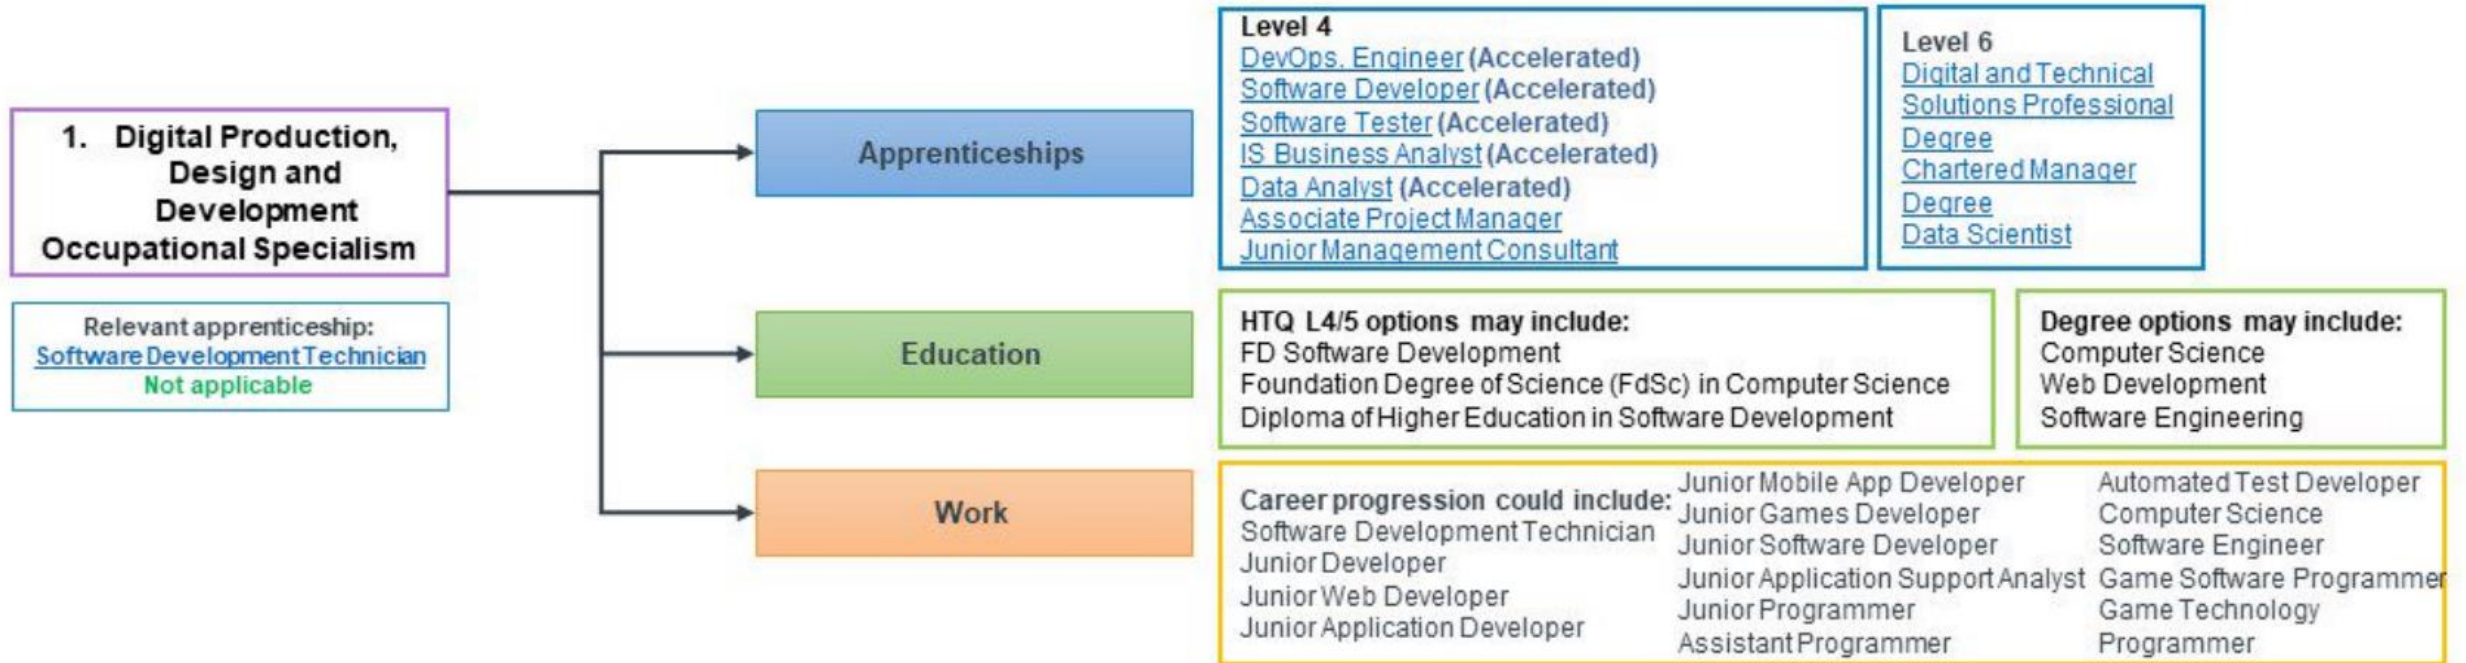 1. Digital Production,
Design and
Development
Occupational Specialism
Relevant apprenticeship:
Software Development Technician
Not applicable
Apprenticeships
Level 4
DevOps. Engineer (Accelerated)
Software Developer (Accelerated)
Software Tester (Accelerated)
IS Business Analyst (Accelerated)
Data Analyst (Accelerated)
Associate Project Manager
Junior Management Consultant
Level 6
Digital and Technical
Solutions Professional
Degree
Chartered Manager
Degree
Data Scientist
Education
HTQ L4/5 options may include:
FD Software Development
Foundation Degree of Science (FdSc) in Computer Science
Diploma of Higher Education in Software Development
Degree options may include:
Computer Science
Web Development
Software Engineering
Work
Career progression could include:
Software Development Technician
Junior Developer
Junior Web Developer
Junior Application Developer
Junior Mobile App Developer
Junior Games Developer
Junior Software Developer
Junior Application Support Analyst
Junior Programmer
Assistant Programmer
Automated Test Developer
Computer Science
Software Engineer
Game Software Programmer
Game Technology
Programmer